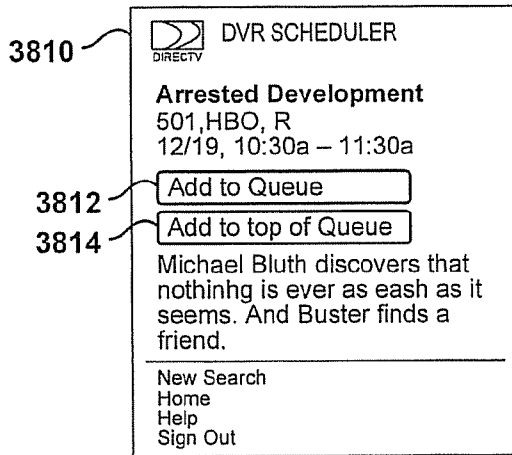 3810
DIRECTV
DVR SCHEDULER
Arrested Development
501,HBO, R
12/19, 10:30a – 11:30a
3812
Add to Queue
3814
Add to top of Queue
Michael Bluth discovers that
nothinhg is ever as eash as it
seems. And Buster finds a
friend.
New Search
Home
Help
Sign Out